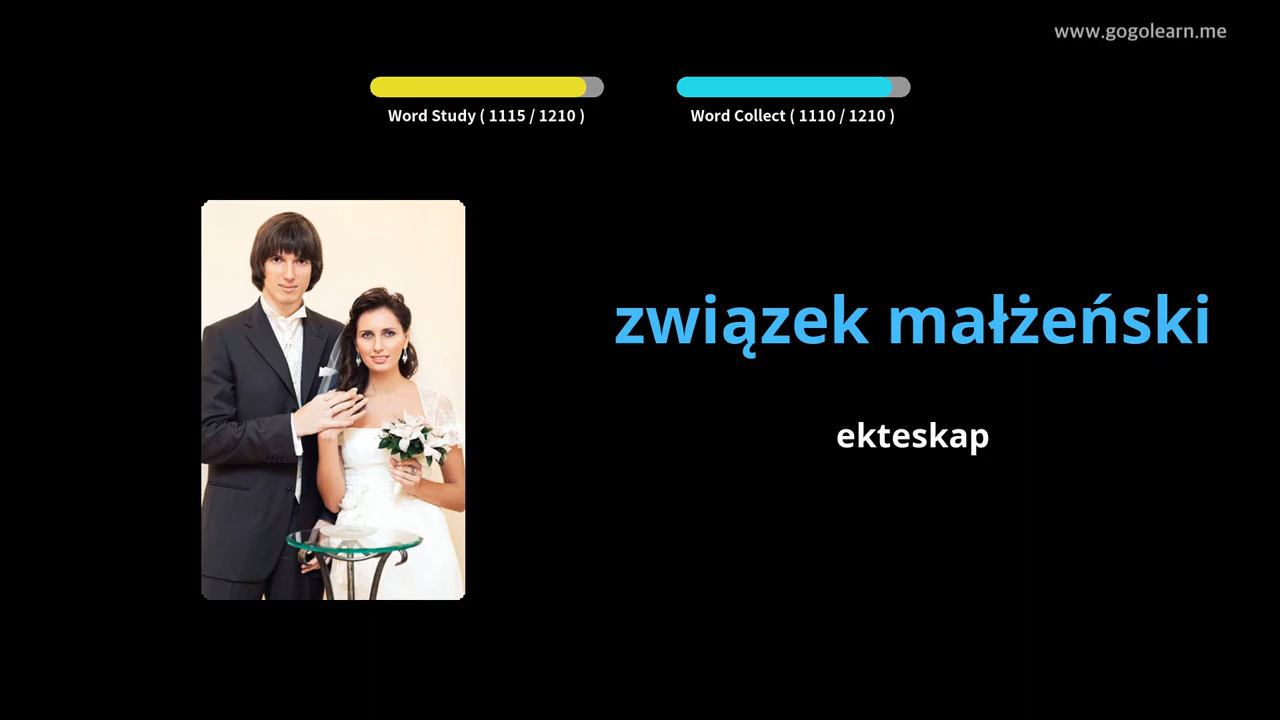 www.gogolearn.me
Word Study ( 1115 / 1210 )
Word Collect ( 1110 / 1210 )
związek małżeński
ekteskap